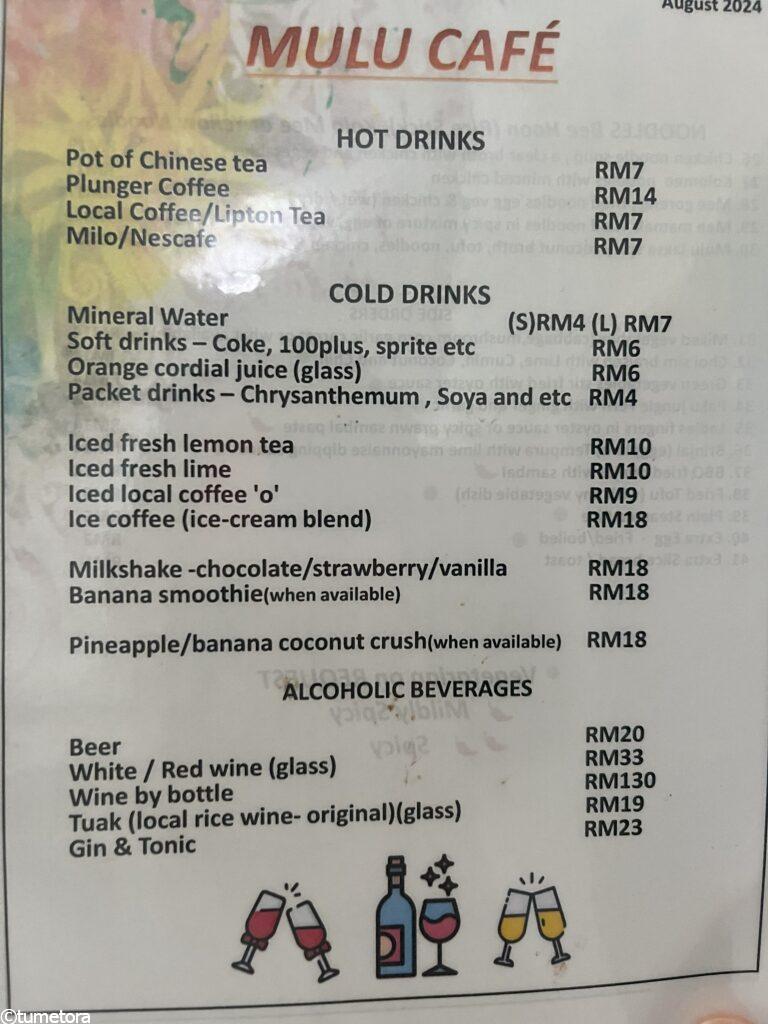 August 2024
MULU CAFÉ
HOT DRINKS
Pot of Chinese tea RM7
Plunger Coffee RM14
Local Coffee/Lipton Tea RM7
Milo/Nescafe RM7
COLD DRINKS
Mineral Water (S)RM4 (L) RM7
Soft drinks – Coke, 100plus, sprite etc RM6
Orange cordial juice (glass) RM6
Packet drinks – Chrysanthemum , Soya and etc RM4
Iced fresh lemon tea RM10
Iced fresh lime RM10
Iced local coffee 'o' RM9
Ice coffee (ice-cream blend) RM18
Milkshake -chocolate/strawberry/vanilla RM18
Banana smoothie(when available) RM18
Pineapple/banana coconut crush(when available) RM18
ALCOHOLIC BEVERAGES
Beer RM20
White / Red wine (glass) RM33
Wine by bottle RM130
Tuak (local rice wine- original)(glass) RM19
Gin & Tonic RM23
©tumetora